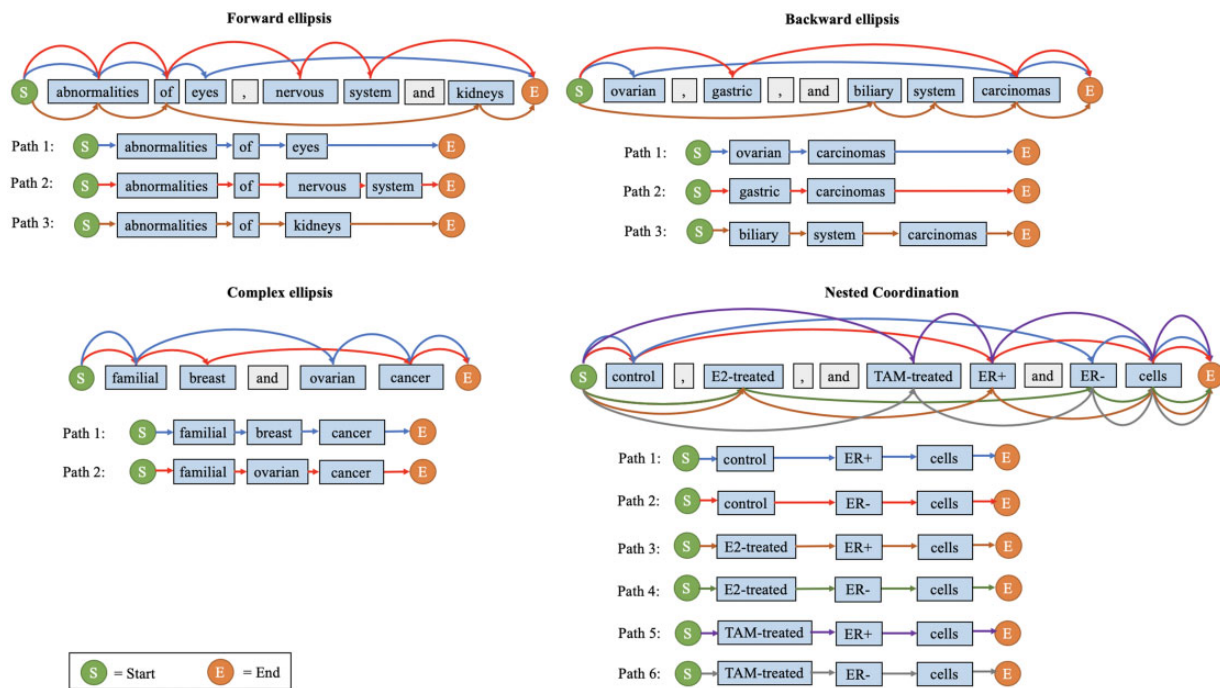 Forward ellipsis
S abnormalities of eyes , nervous system and kidneys E
Path 1: S abnormalities of eyes E
Path 2: S abnormalities of nervous system E
Path 3: S abnormalities of kidneys E
Backward ellipsis
S ovarian , gastric , and biliary system carcinomas E
Path 1: S ovarian carcinomas E
Path 2: S gastric carcinomas E
Path 3: S biliary system carcinomas E
Complex ellipsis
S familial breast and ovarian cancer E
Path 1: S familial breast cancer E
Path 2: S familial ovarian cancer E
Nested Coordination
S control , E2-treated , and TAM-treated ER+ and ER- cells E
Path 1: S control ER+ cells E
Path 2: S control ER- cells E
Path 3: S E2-treated ER+ cells E
Path 4: S E2-treated ER- cells E
Path 5: S TAM-treated ER+ cells E
Path 6: S TAM-treated ER- cells E
S = Start E = End